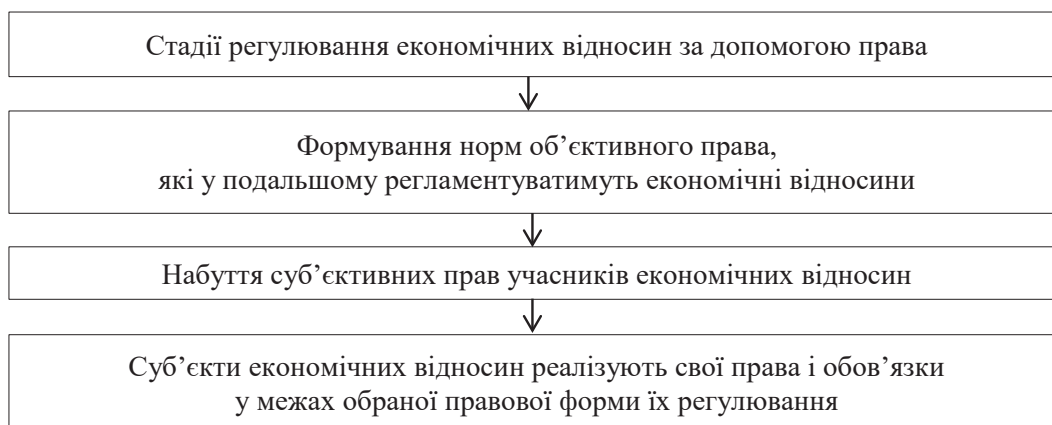 Стадії регулювання економічних відносин за допомогою права
Формування норм об’єктивного права,
які у подальшому регламентуватимуть економічні відносини
Набуття суб’єктивних прав учасників економічних відносин
Суб’єкти економічних відносин реалізують свої права і обов’язки
у межах обраної правової форми їх регулювання